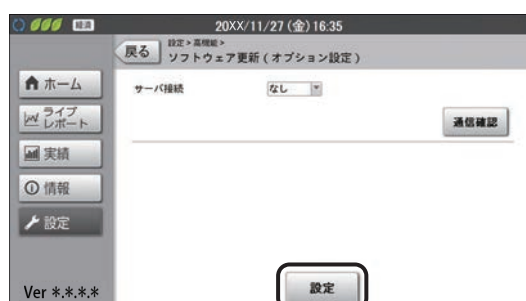 経済
20XX/11/27 (金) 16:35
戻る
設定> 高機能>
ソフトウェア更新 ( オプション設定 )
ホーム
ライブ
レポート
実績
情報
設定
Ver *.*.*.*
サーバ接続
なし
通信確認
設定